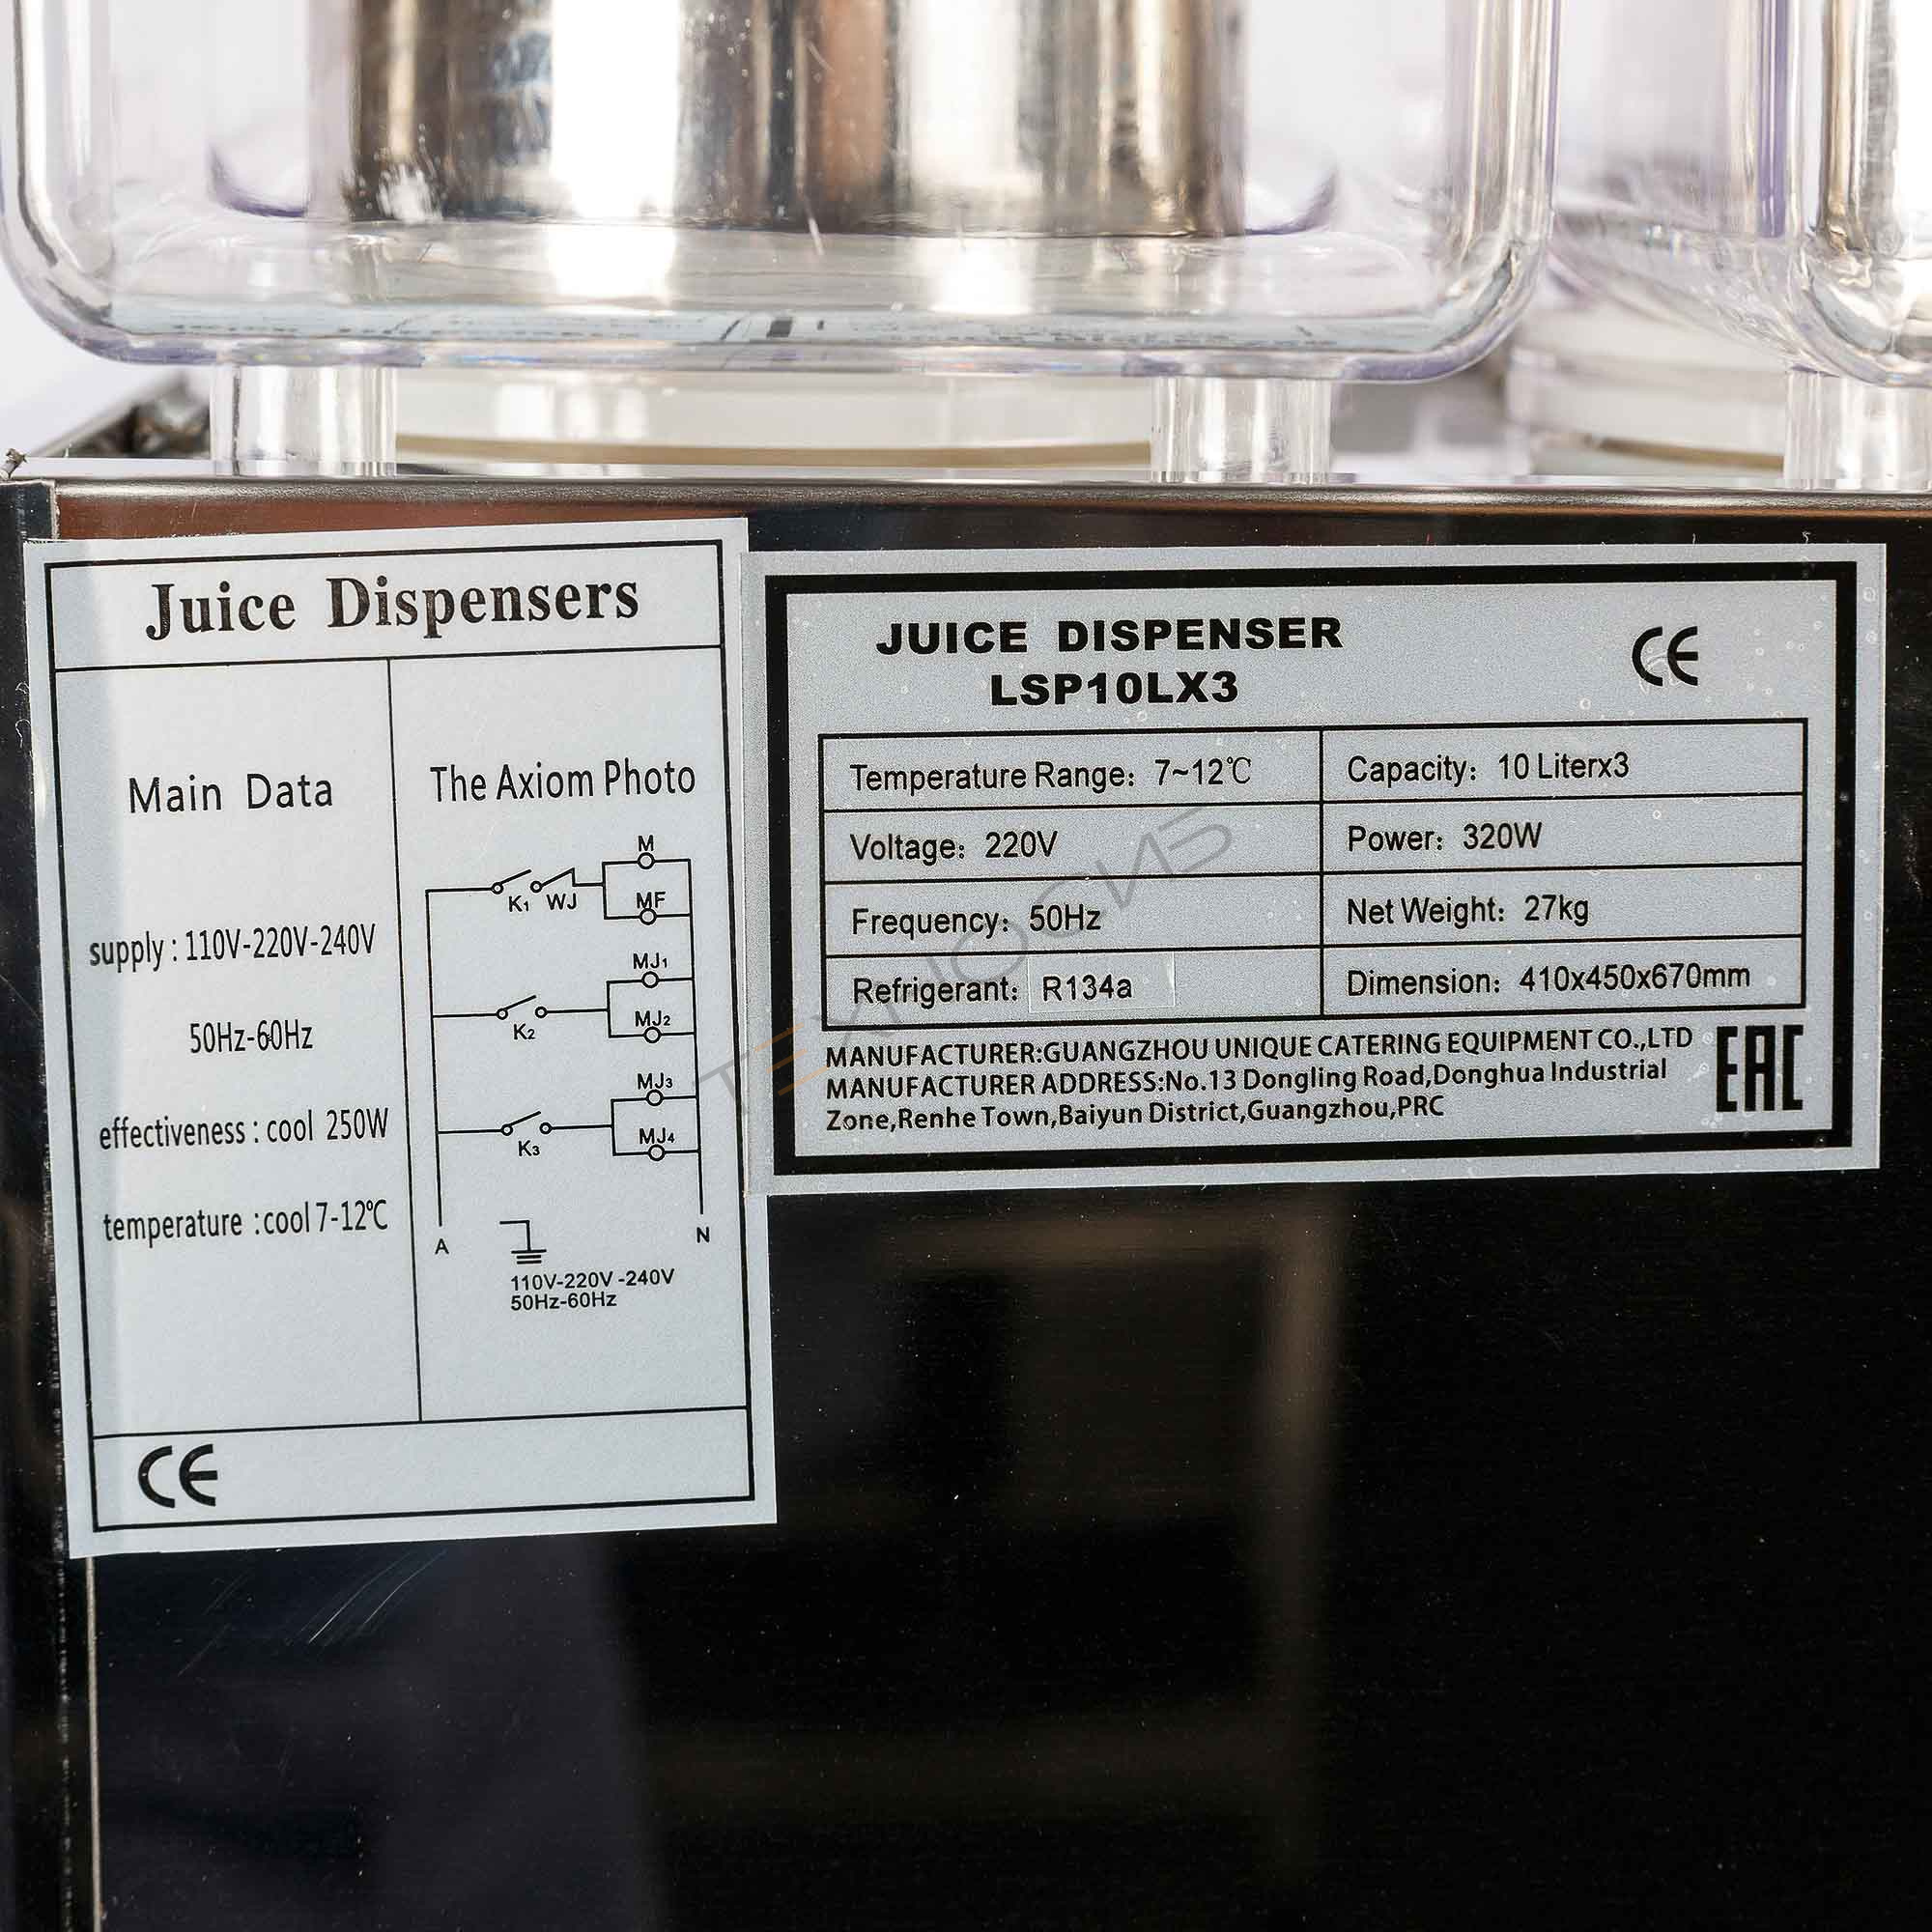 Juice Dispensers
Main Data
supply : 110V-220V-240V
50Hz-60Hz
effectiveness : cool 250W
temperature : cool 7-12℃
The Axiom Photo
M
K1 WJ
MF
MJ1
K2
MJ2
MJ3
K3
MJ4
A
N
110V-220V -240V
50Hz-60Hz
CE
JUICE DISPENSER
LSP10LX3
CE
Temperature Range: 7~12℃
Capacity: 10 Literx3
Voltage: 220V
Power: 320W
Frequency: 50Hz
Net Weight: 27kg
Refrigerant: R134a
Dimension: 410x450x670mm
MANUFACTURER:GUANGZHOU UNIQUE CATERING EQUIPMENT CO.,LTD
MANUFACTURER ADDRESS:No.13 Dongling Road,Donghua Industrial
Zone,Renhe Town,Baiyun District,Guangzhou,PRC
EAC